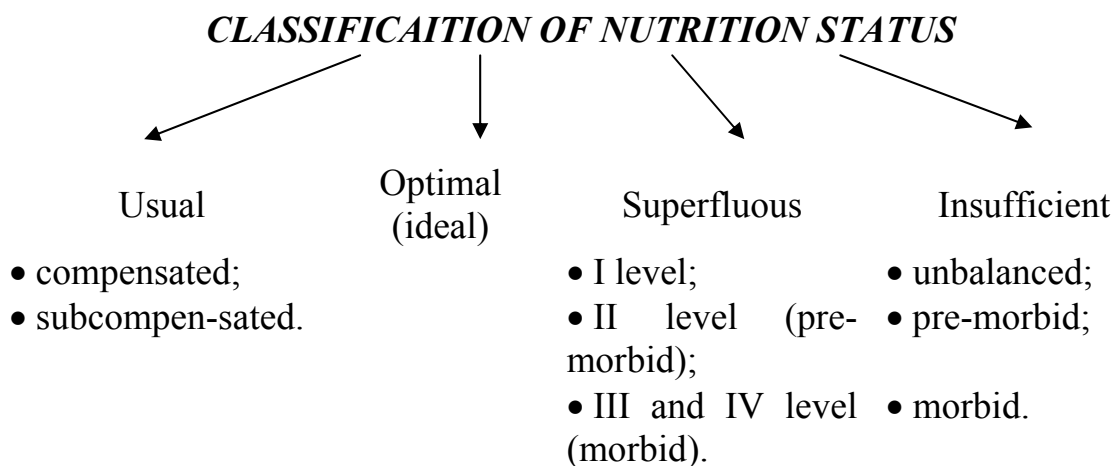 CLASSIFICAITION OF NUTRITION STATUS
Usual
• compensated;
• subcompen-sated.
Optimal
(ideal)
Superfluous
• I level;
• II level (pre-
morbid);
• III and IV level
(morbid).
Insufficient
• unbalanced;
• pre-morbid;
• morbid.